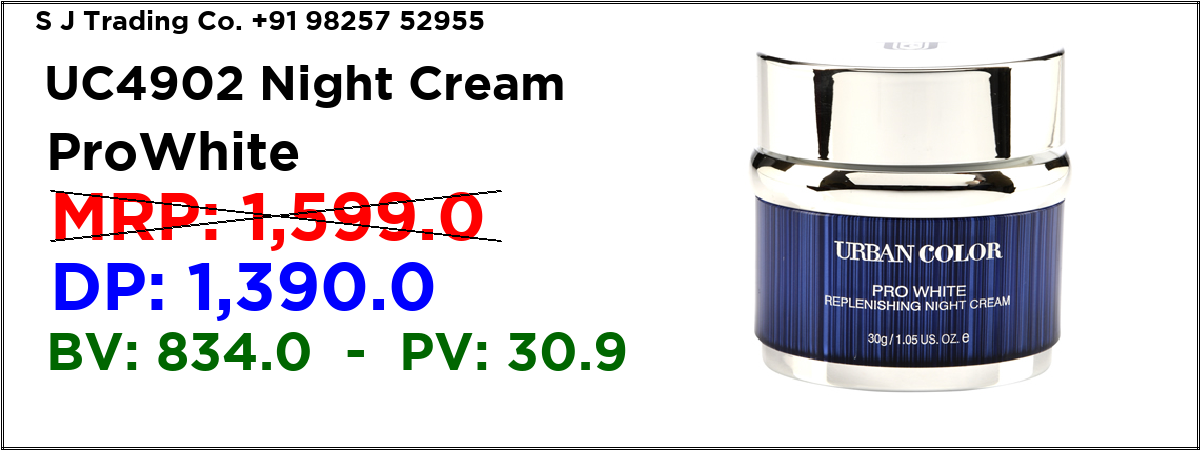 S J Trading Co. +91 98257 52955
UC4902 Night Cream
ProWhite
MRP: 1,599.0
DP: 1,390.0
BV: 834.0 - PV: 30.9
URBAN COLOR
PRO WHITE
REPLENISHING NIGHT CREAM
30g/1.05 US. OZ. e